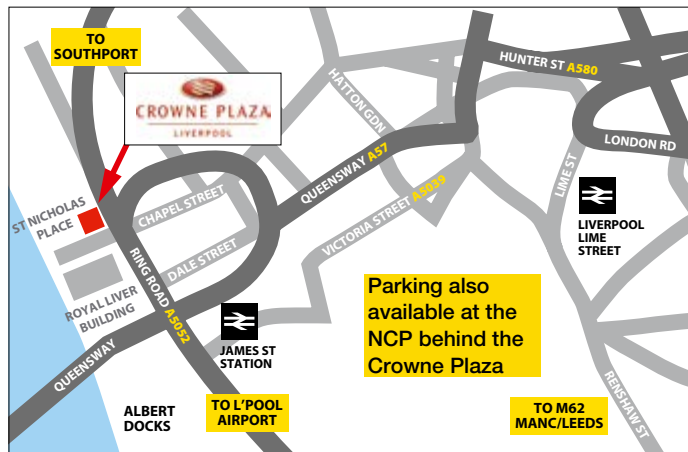 TO
SOUTHPORT
CROWNE PLAZA
LIVERPOOL
HATTON GDN
HUNTER ST A580
LONDON RD
LIME ST
QUEENSWAY A57
VICTORIA STREET A5039
LIVERPOOL
LIME
STREET
ST NICHOLAS
PLACE
CHAPEL STREET
DALE STREET
RING ROAD A5052
ROYAL LIVER
BUILDING
QUEENSWAY
JAMES ST
STATION
Parking also
available at the
NCP behind the
Crowne Plaza
RENSHAW ST
ALBERT
DOCKS
TO L'POOL
AIRPORT
TO M62
MANC/LEEDS